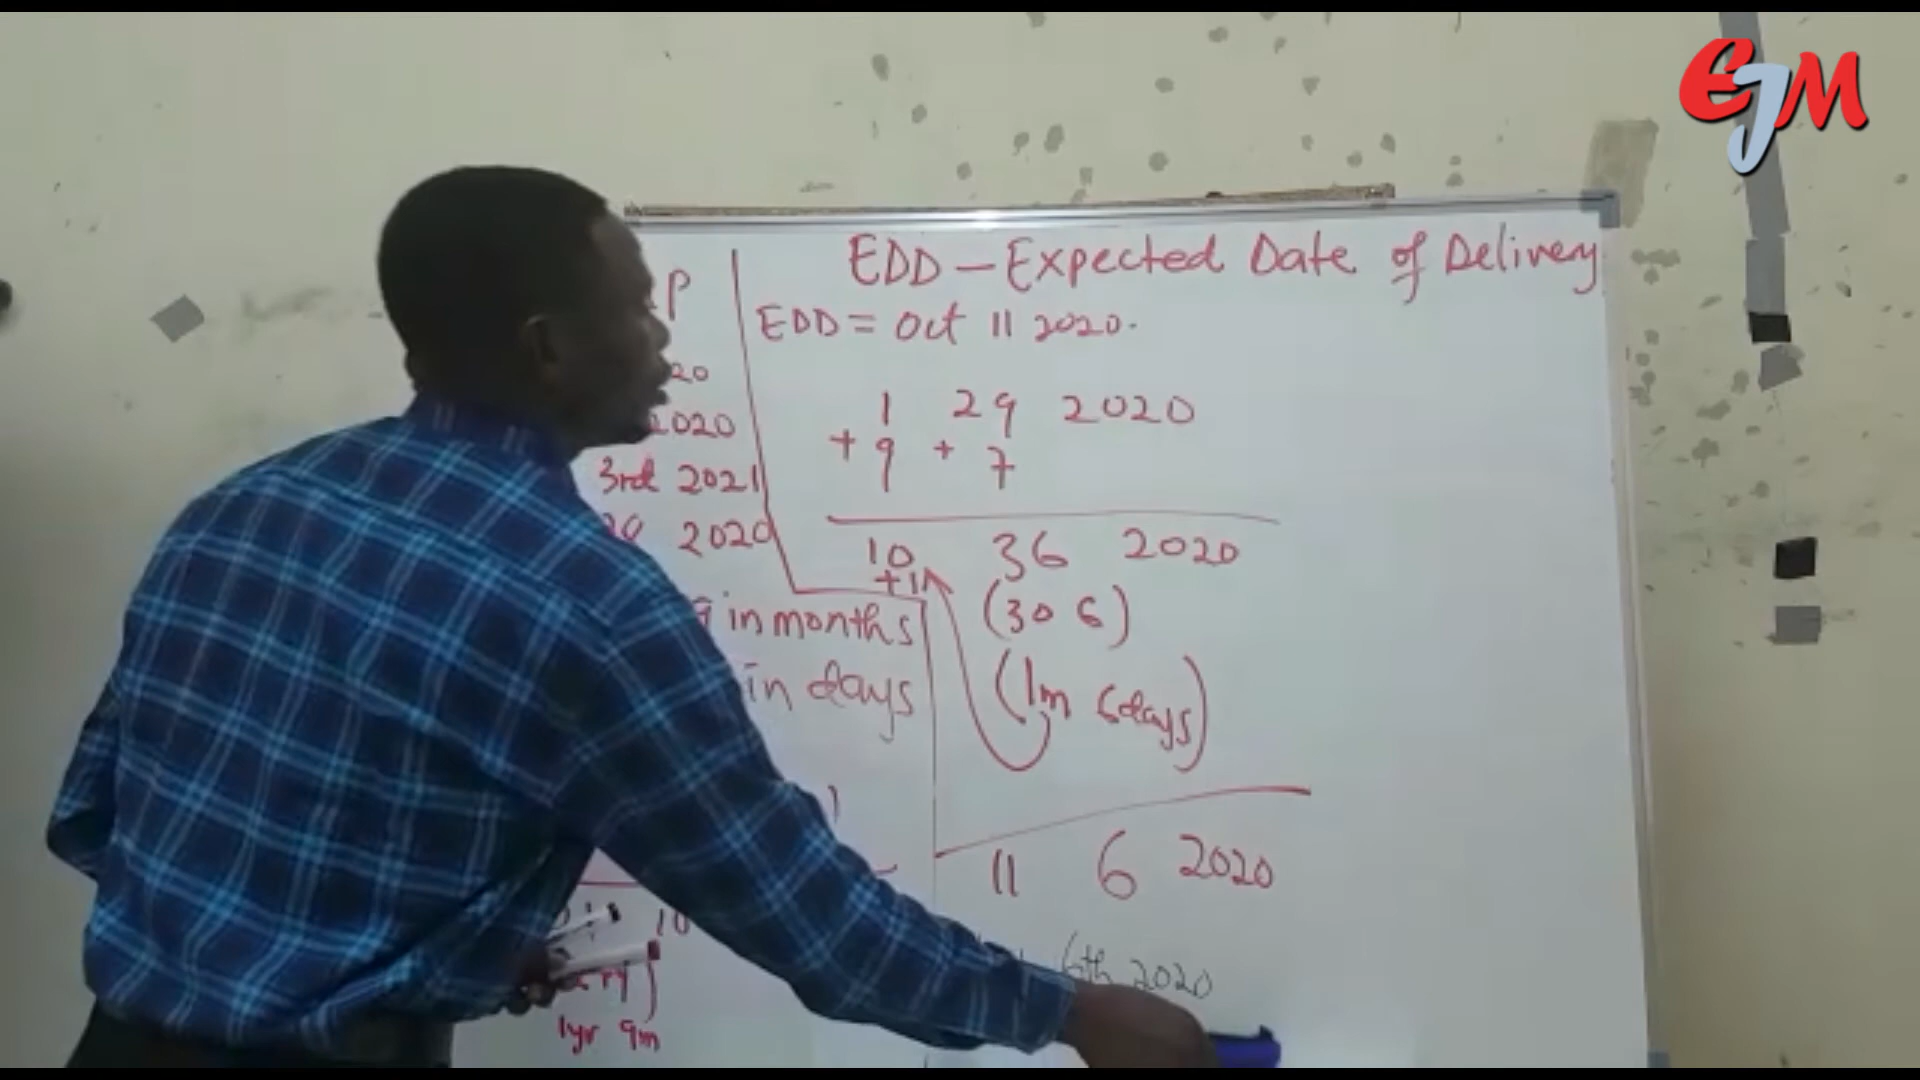 EJM
EDD - Expected Date of Delivery
EDD = Oct 11 2020.
1 29 2020
+ 9 + 7
10 36 2020
+1
(30 6)
(1m 6days)
11 6 2020
6th 2020
P
20
2020
3rd 2021
20 2020
in months
in days
10
1yr 9m